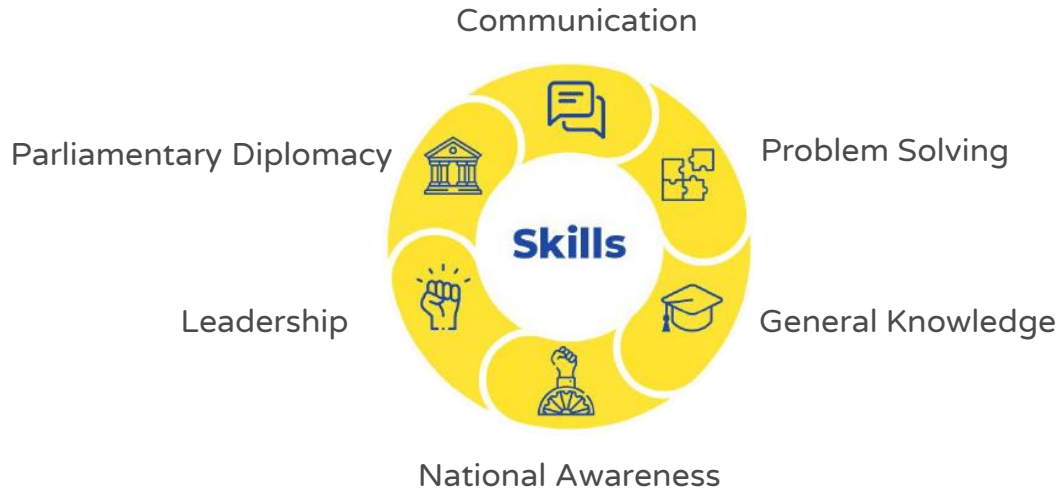 Communication
Parliamentary Diplomacy
Problem Solving
Skills
Leadership
General Knowledge
National Awareness